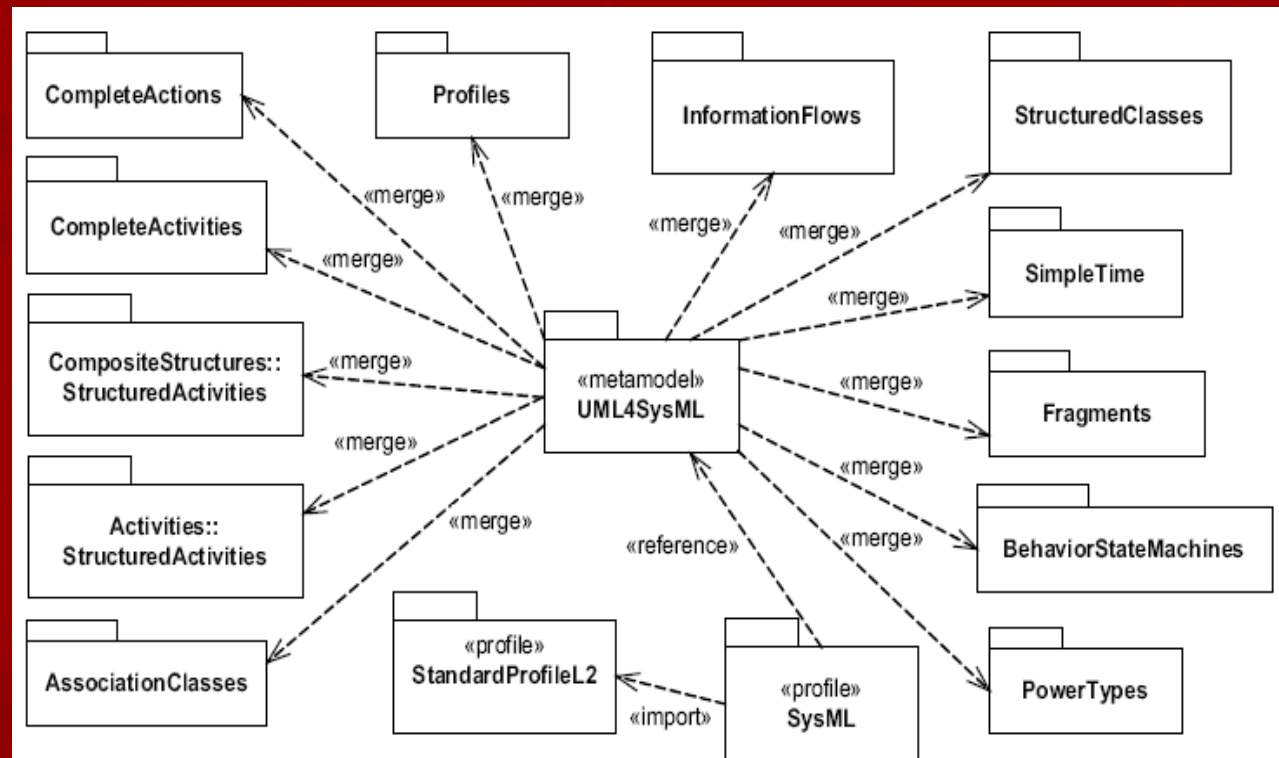 CompleteActions
Profiles
InformationFlows
StructuredClasses
«merge»
«merge»
«merge»
«merge»
CompleteActivities
«merge»
SimpleTime
«merge»
CompositeStructures::
StructuredActivities
«merge»
«metamodel»
UML4SysML
«merge»
Fragments
«merge»
«merge»
Activities::
StructuredActivities
«merge»
«reference»
«merge»
BehaviorStateMachines
AssociationClasses
«profile»
StandardProfileL2
«import»
«profile»
SysML
PowerTypes